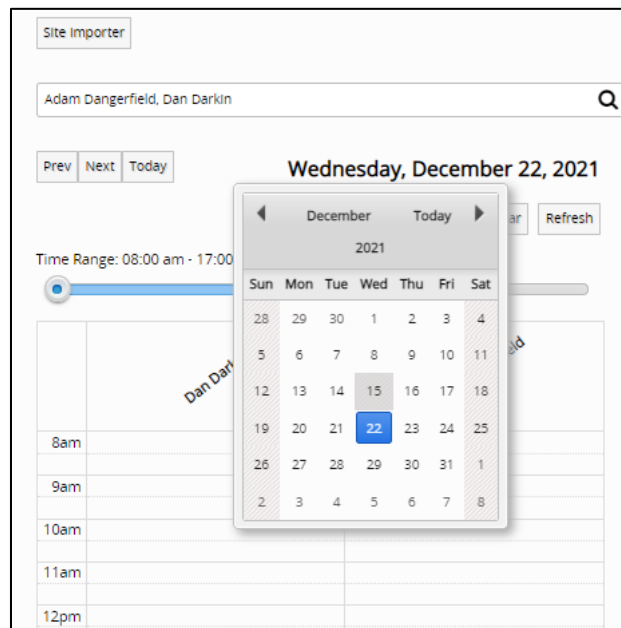 Site Importer
Adam Dangerfield, Dan Darkin
Prev Next Today
Wednesday, December 22, 2021
December Today
2021
Refresh
Time Range: 08:00 am - 17:00
Sun Mon Tue Wed Thu Fri Sat
28 29 30 1 2 3 4
5 6 7 8 9 10 11
12 13 14 15 16 17 18
19 20 21 22 23 24 25
26 27 28 29 30 31 1
2 3 4 5 6 7 8
Dan Dark
8am
9am
10am
11am
12pm